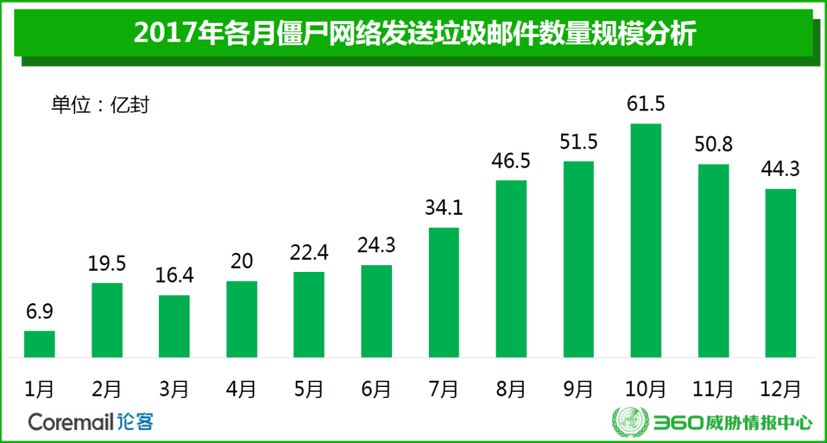 2017年各月僵尸网络发送垃圾邮件数量规模分析
单位：亿封
6.9
19.5
16.4
20
22.4
24.3
34.1
46.5
51.5
61.5
50.8
44.3
1月 2月 3月 4月 5月 6月 7月 8月 9月 10月 11月 12月
Coremail论客
360威胁情报中心